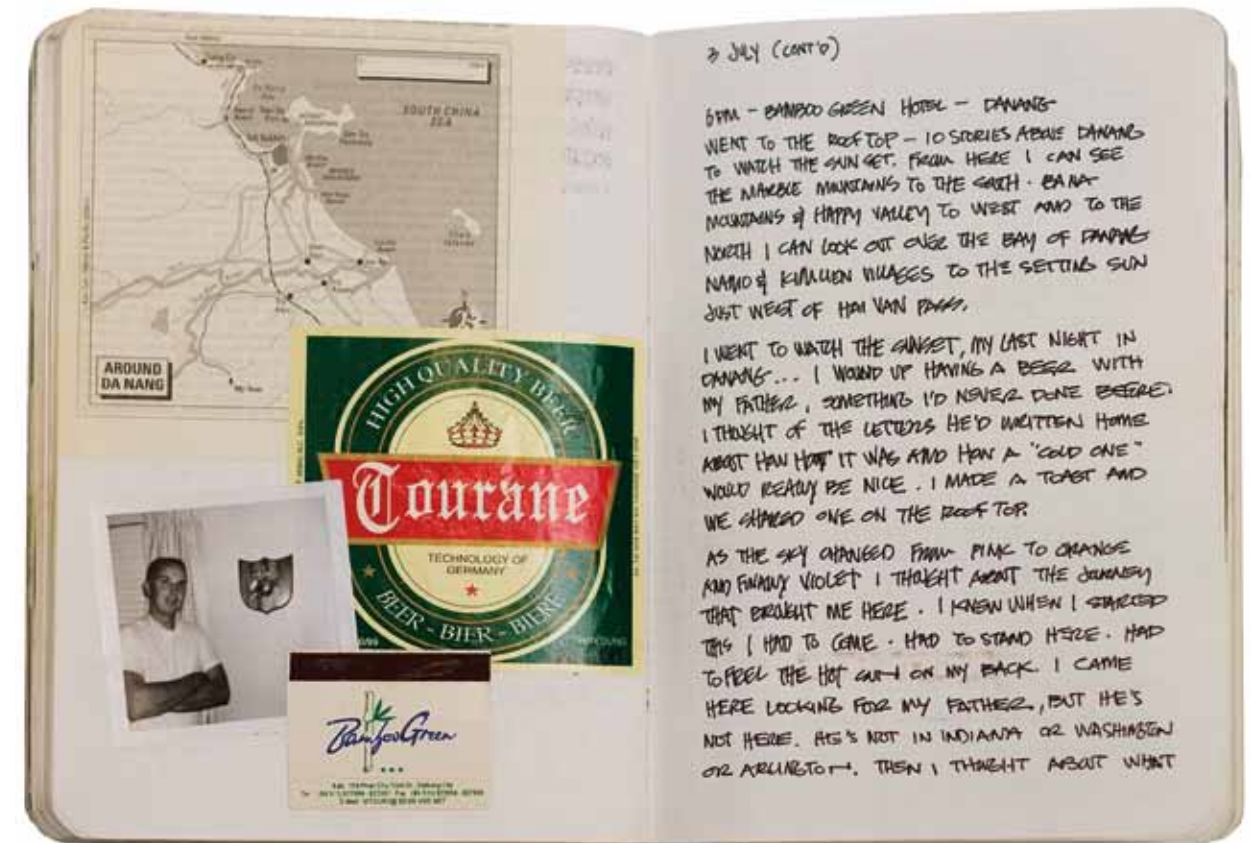 SOUTH CHINA
SEA
AROUND
DA NANG
HIGH QUALITY BEER
Tourane
TECHNOLOGY OF
GERMANY
BEER - BIER - BIERE
BambooGreen
3 JULY (CONT'D)
6PM - BAMBOO GREEN HOTEL - DANANG
WENT TO THE ROOF TOP - 10 STORIES ABOVE DANANG
TO WATCH THE SUN SET. FROM HERE I CAN SEE
THE MARBLE MOUNTAINS TO THE SOUTH. BANA
MOUNTAINS & HAPPY VALLEY TO WEST AND TO THE
NORTH I CAN LOOK OUT OVER THE BAY OF DANANG
NAMO & KIMLIEN VILLAGES TO THE SETTING SUN
JUST WEST OF HAI VAN PASS.
I WENT TO WATCH THE SUNSET, MY LAST NIGHT IN
DANANG... I WOUND UP HAVING A BEER WITH
MY FATHER, SOMETHING I'D NEVER DONE BEFORE.
I THOUGHT OF THE LETTERS HE'D WRITTEN HOME
ABOUT HOW HOT IT WAS AND HOW A "COLD ONE"
WOULD REALLY BE NICE. I MADE A TOAST AND
WE SHARED ONE ON THE ROOF TOP.
AS THE SKY CHANGED FROM PINK TO ORANGE
AND FINALLY VIOLET I THOUGHT ABOUT THE JOURNEY
THAT BROUGHT ME HERE. I KNEW WHEN I STARTED
THIS I HAD TO COME. HAD TO STAND HERE. HAD
TO FEEL THE HOT SUN ON MY BACK. I CAME
HERE LOOKING FOR MY FATHER, BUT HE'S
NOT HERE. HE'S NOT IN INDIANA OR WASHINGTON
OR ARLINGTON. THEN I THOUGHT ABOUT WHAT